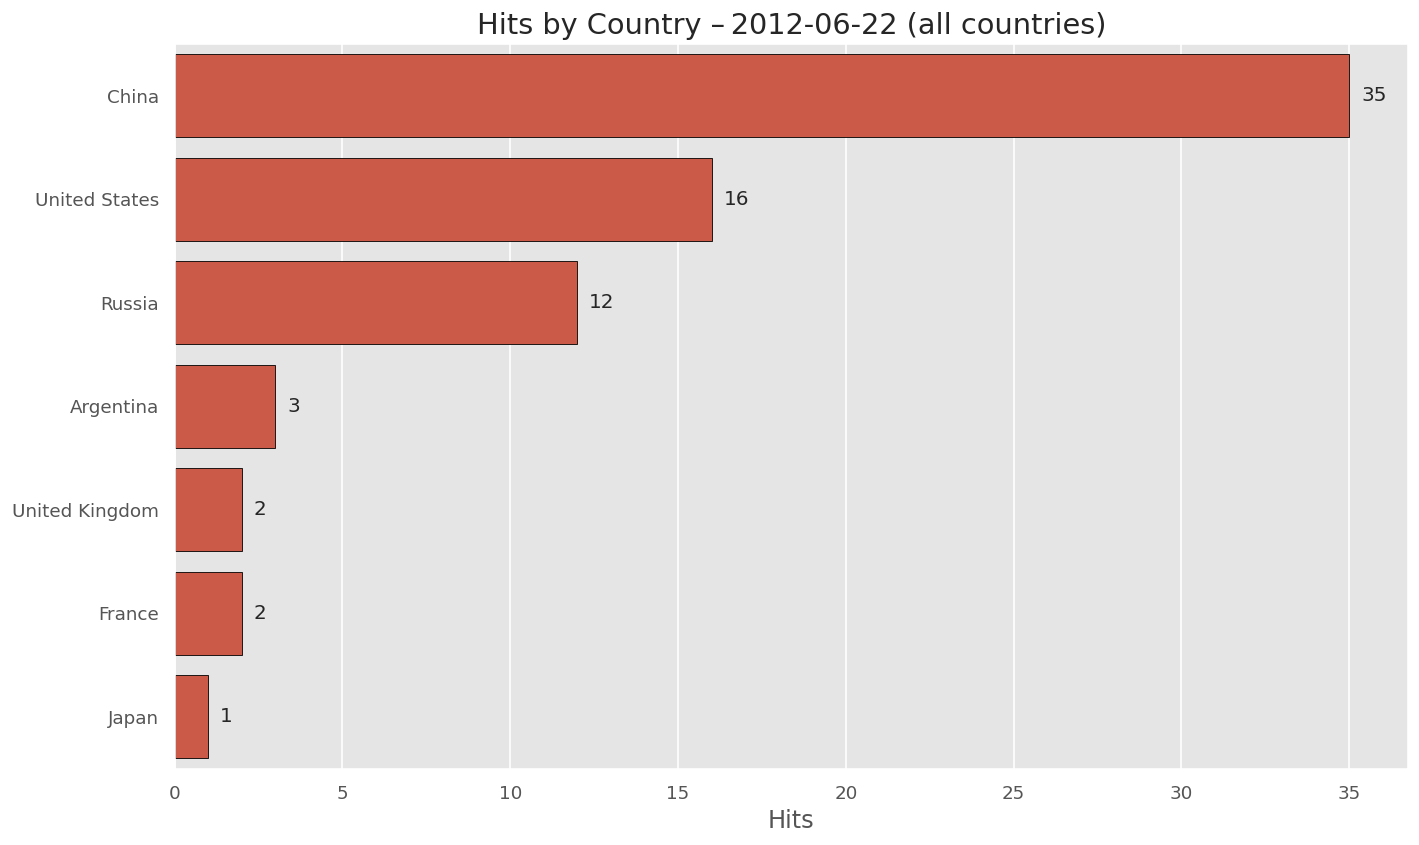 Hits by Country – 2012-06-22 (all countries)
China 35
United States 16
Russia 12
Argentina 3
United Kingdom 2
France 2
Japan 1
0 5 10 15 20 25 30 35
Hits